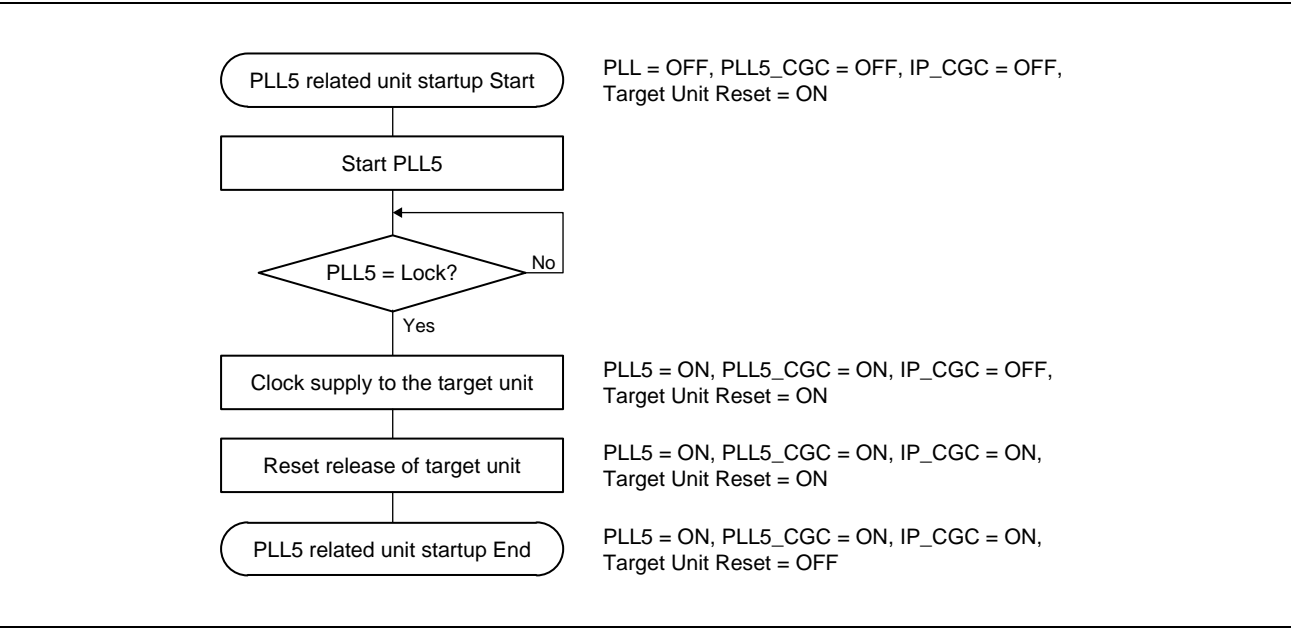 PLL5 related unit startup Start
PLL = OFF, PLL5_CGC = OFF, IP_CGC = OFF,
Target Unit Reset = ON
Start PLL5
PLL5 = Lock?
No
Yes
Clock supply to the target unit
PLL5 = ON, PLL5_CGC = ON, IP_CGC = OFF,
Target Unit Reset = ON
Reset release of target unit
PLL5 = ON, PLL5_CGC = ON, IP_CGC = ON,
Target Unit Reset = ON
PLL5 related unit startup End
PLL5 = ON, PLL5_CGC = ON, IP_CGC = ON,
Target Unit Reset = OFF